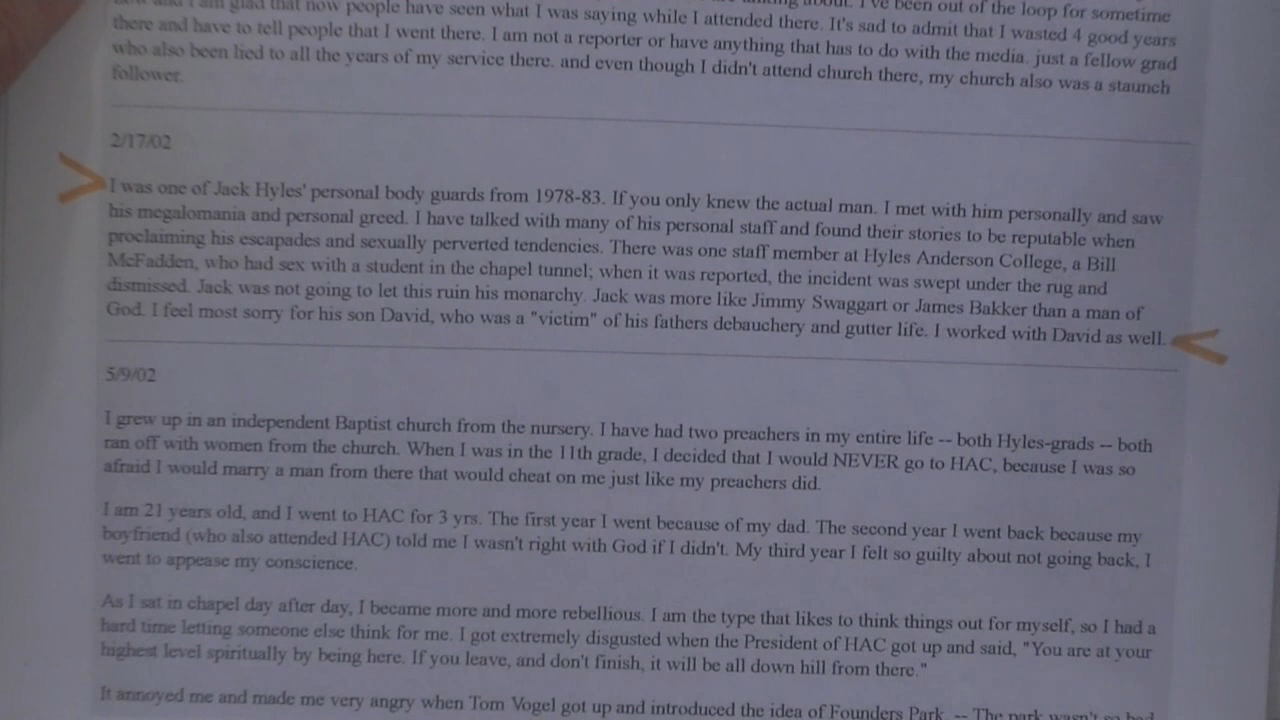 now and I am glad that now people have seen what I was saying while I attended there. It's sad to admit that I wasted 4 good years
about. I've been out of the loop for sometime
there and have to tell people that I went there. I am not a reporter or have anything that has to do with the media. just a fellow grad
who also been lied to all the years of my service there. and even though I didn't attend church there, my church also was a staunch
follower.
2/17/02
I was one of Jack Hyles' personal body guards from 1978-83. If you only knew the actual man. I met with him personally and saw
his megalomania and personal greed. I have talked with many of his personal staff and found their stories to be reputable when
proclaiming his escapades and sexually perverted tendencies. There was one staff member at Hyles Anderson College, a Bill
McFadden, who had sex with a student in the chapel tunnel; when it was reported, the incident was swept under the rug and
dismissed. Jack was not going to let this ruin his monarchy. Jack was more like Jimmy Swaggart or James Bakker than a man of
God. I feel most sorry for his son David, who was a "victim" of his fathers debauchery and gutter life. I worked with David as well.
5/9/02
I grew up in an independent Baptist church from the nursery. I have had two preachers in my entire life -- both Hyles-grads -- both
ran off with women from the church. When I was in the 11th grade, I decided that I would NEVER go to HAC, because I was so
afraid I would marry a man from there that would cheat on me just like my preachers did.
I am 21 years old, and I went to HAC for 3 yrs. The first year I went because of my dad. The second year I went back because my
boyfriend (who also attended HAC) told me I wasn't right with God if I didn't. My third year I felt so guilty about not going back, I
went to appease my conscience.
As I sat in chapel day after day, I became more and more rebellious. I am the type that likes to think things out for myself, so I had a
hard time letting someone else think for me. I got extremely disgusted when the President of HAC got up and said, "You are at your
highest level spiritually by being here. If you leave, and don't finish, it will be all down hill from there."
It annoyed me and made me very angry when Tom Vogel got up and introduced the idea of Founders Park. -- The park wasn't so bad